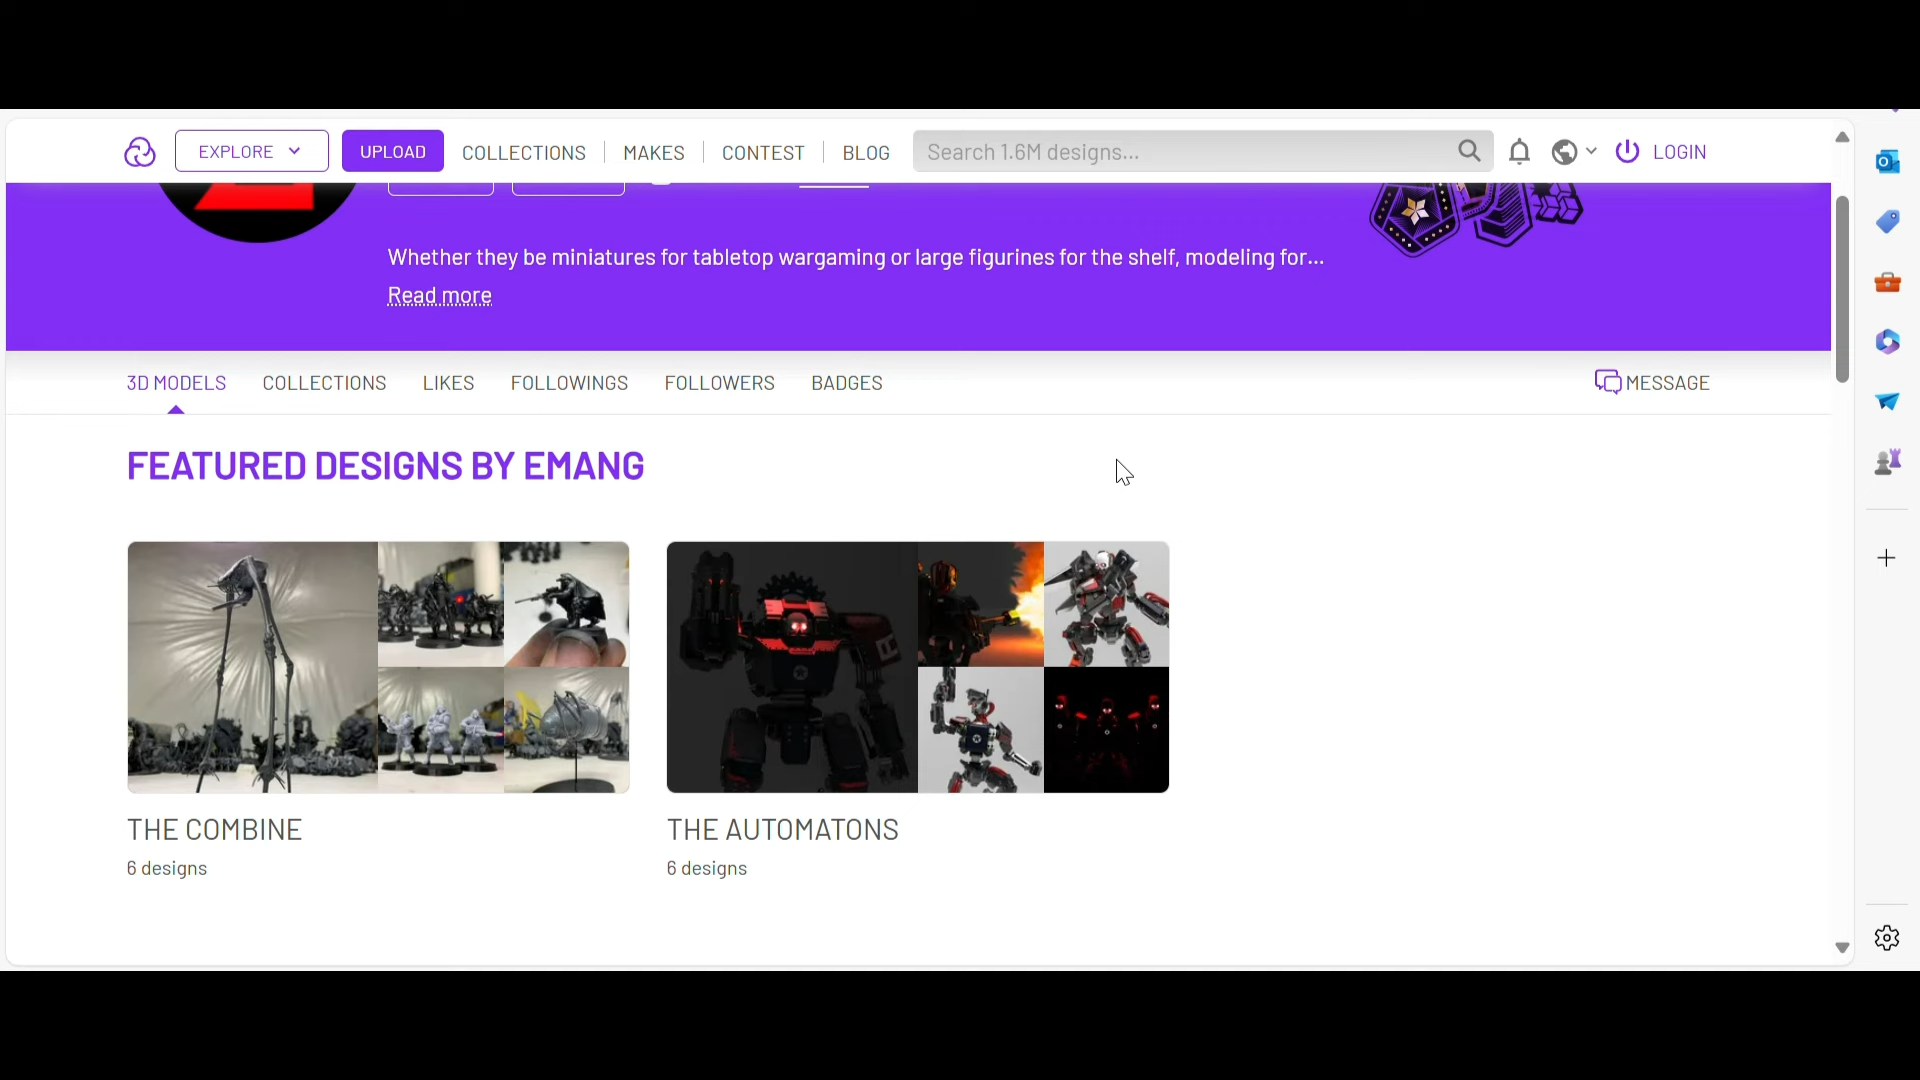 EXPLORE
UPLOAD
COLLECTIONS
MAKES
CONTEST
BLOG
Search 1.6M designs...
LOGIN
Whether they be miniatures for tabletop wargaming or large figurines for the shelf, modeling for...
Read more
3D MODELS
COLLECTIONS
LIKES
FOLLOWINGS
FOLLOWERS
BADGES
MESSAGE
FEATURED DESIGNS BY EMANG
THE COMBINE
6 designs
THE AUTOMATONS
6 designs